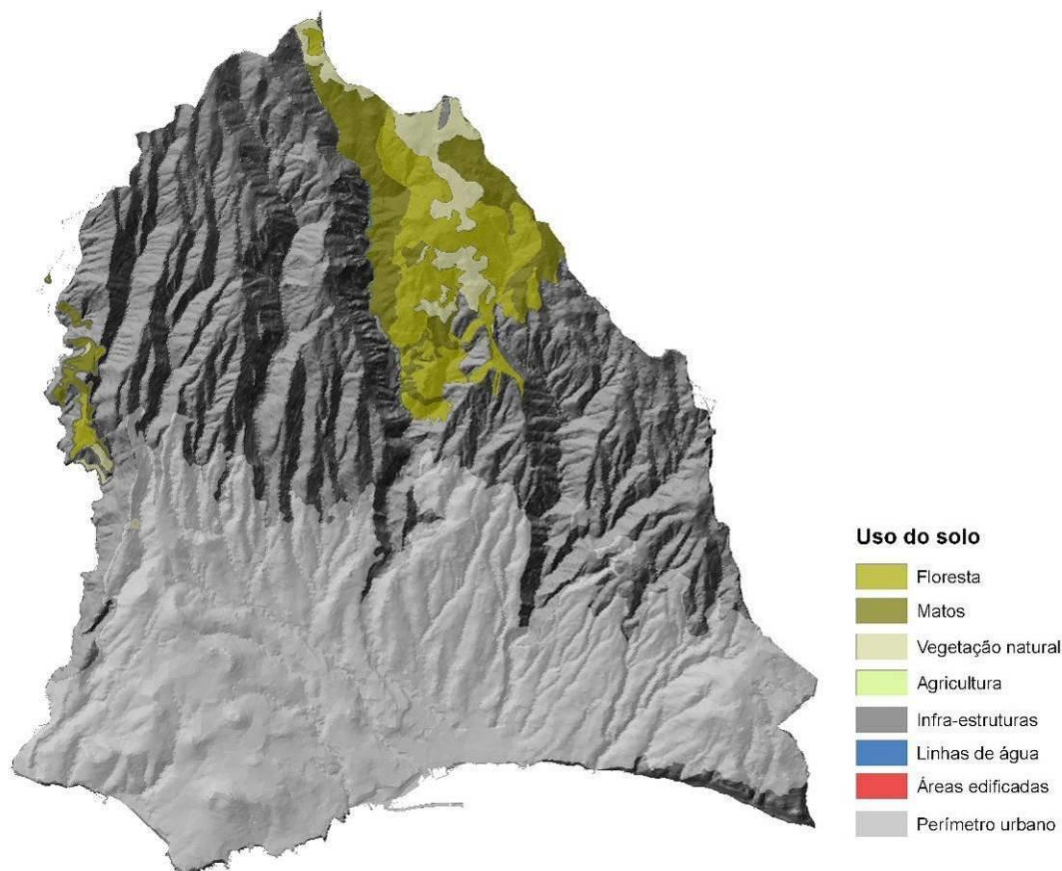 Uso do solo
Floresta
Matos
Vegetação natural
Agricultura
Infra-estruturas
Linhas de água
Áreas edificadas
Perímetro urbano